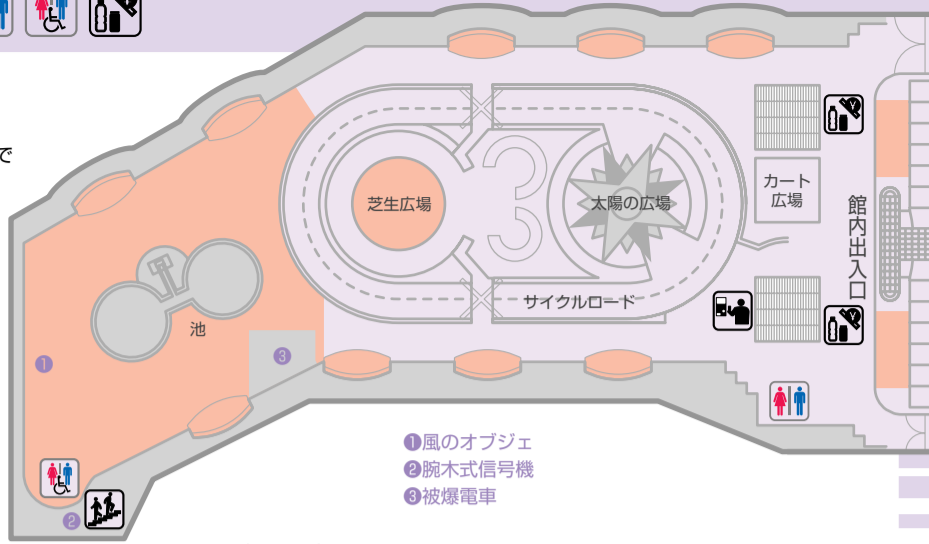 で
芝生広場
太陽の広場
カート
広場
館内出入口
サイクルロード
池
❶
❸
❷
❶風のオブジェ
❷腕木式信号機
❸被爆電車